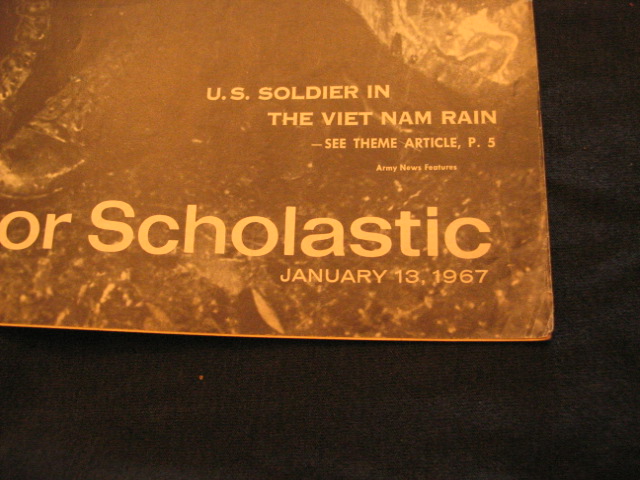 U.S. SOLDIER IN
THE VIET NAM RAIN
—SEE THEME ARTICLE, P. 5
Army News Features
or Scholastic
JANUARY 13, 1967